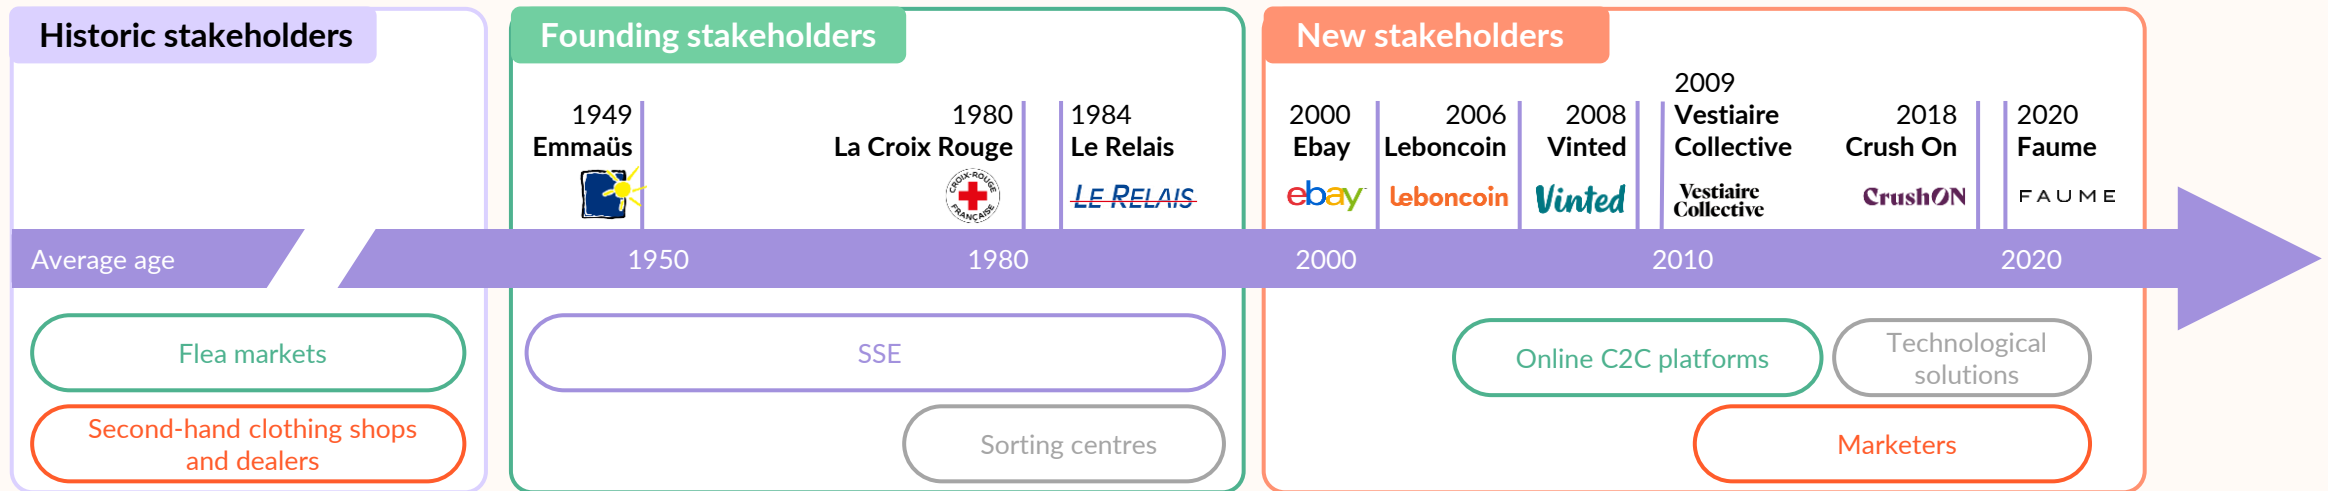 Historic stakeholders
Founding stakeholders
New stakeholders
1949
Emmaüs
1980
La Croix Rouge
CROIX-ROUGE
FRANÇAISE
1984
Le Relais
LE RELAIS
2000
Ebay
ebay
2006
Leboncoin
leboncoin
2008
Vinted
Vinted
2009
Vestiaire
Collective
Vestiaire
Collective
2018
Crush On
CrushON
2020
Faume
FAUME
Average age
1950
1980
2000
2010
2020
Flea markets
Second-hand clothing shops
and dealers
SSE
Sorting centres
Online C2C platforms
Technological
solutions
Marketers